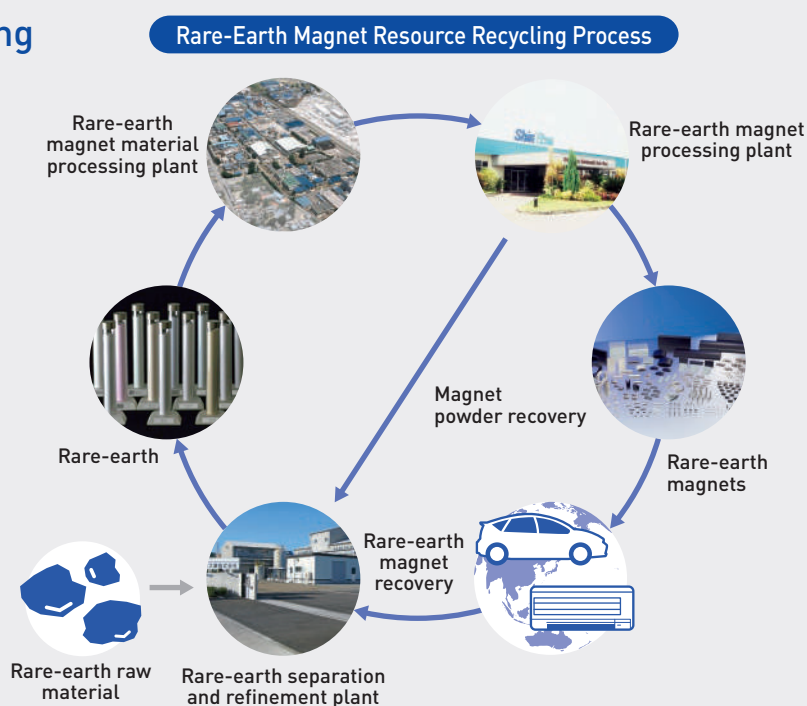 ng
Rare-Earth Magnet Resource Recycling Process
Rare-earth
magnet material
processing plant
Rare-earth magnet
processing plant
Magnet
powder recovery
Rare-earth
Rare-earth
magnets
Rare-earth
magnet
recovery
Rare-earth raw
material
Rare-earth separation
and refinement plant